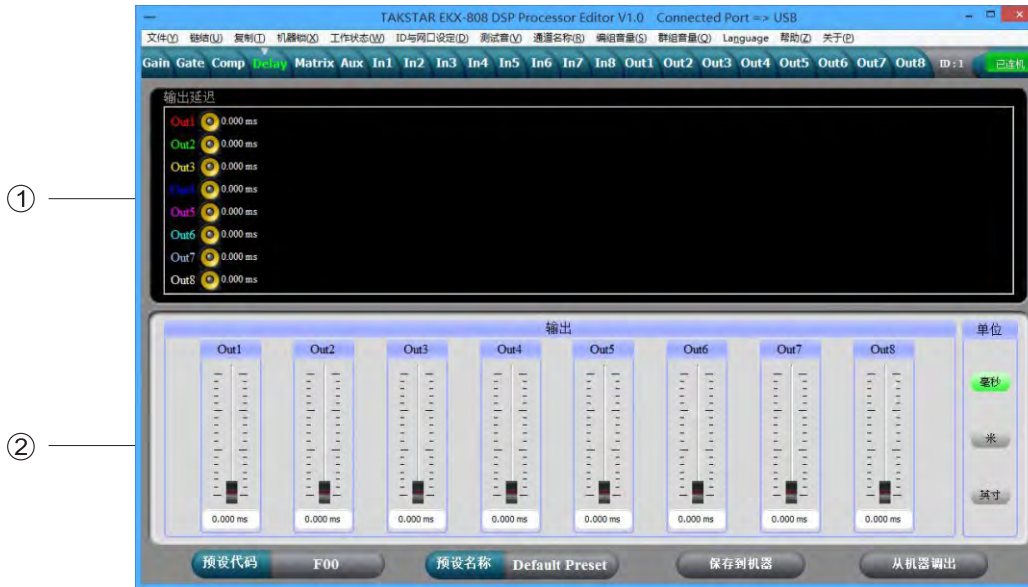 TAKSTAR EKX-808 DSP Processor Editor V1.0 Connected Port => USB
文件(Y) 链结(U) 复制(T) 机器锁(X) 工作状态(W) ID与网口设定(D) 测试音(V) 通道名称(R) 编组音量(S) 群组音量(Q) Language 帮助(Z) 关于(P)
Gain Gate Comp Delay Matrix Aux In1 In2 In3 In4 In5 In6 In7 In8 Out1 Out2 Out3 Out4 Out5 Out6 Out7 Out8 ID:1 已连机
输出延迟
Out1 0.000 ms
Out2 0.000 ms
Out3 0.000 ms
①
Out4 0.000 ms
Out5 0.000 ms
Out6 0.000 ms
Out7 0.000 ms
Out8 0.000 ms
输出 单位
Out1 Out2 Out3 Out4 Out5 Out6 Out7 Out8
毫秒
②
米
英寸
0.000 ms 0.000 ms 0.000 ms 0.000 ms 0.000 ms 0.000 ms 0.000 ms 0.000 ms
预设代码 F00 预设名称 Default Preset 保存到机器 从机器调出